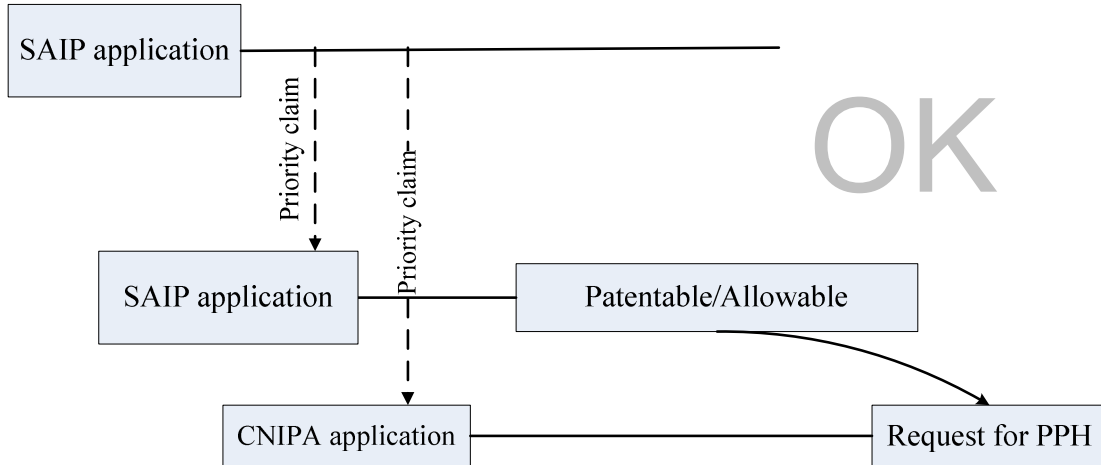 SAIP application
Priority claim
Priority claim
OK
SAIP application
Patentable/Allowable
CNIPA application
Request for PPH